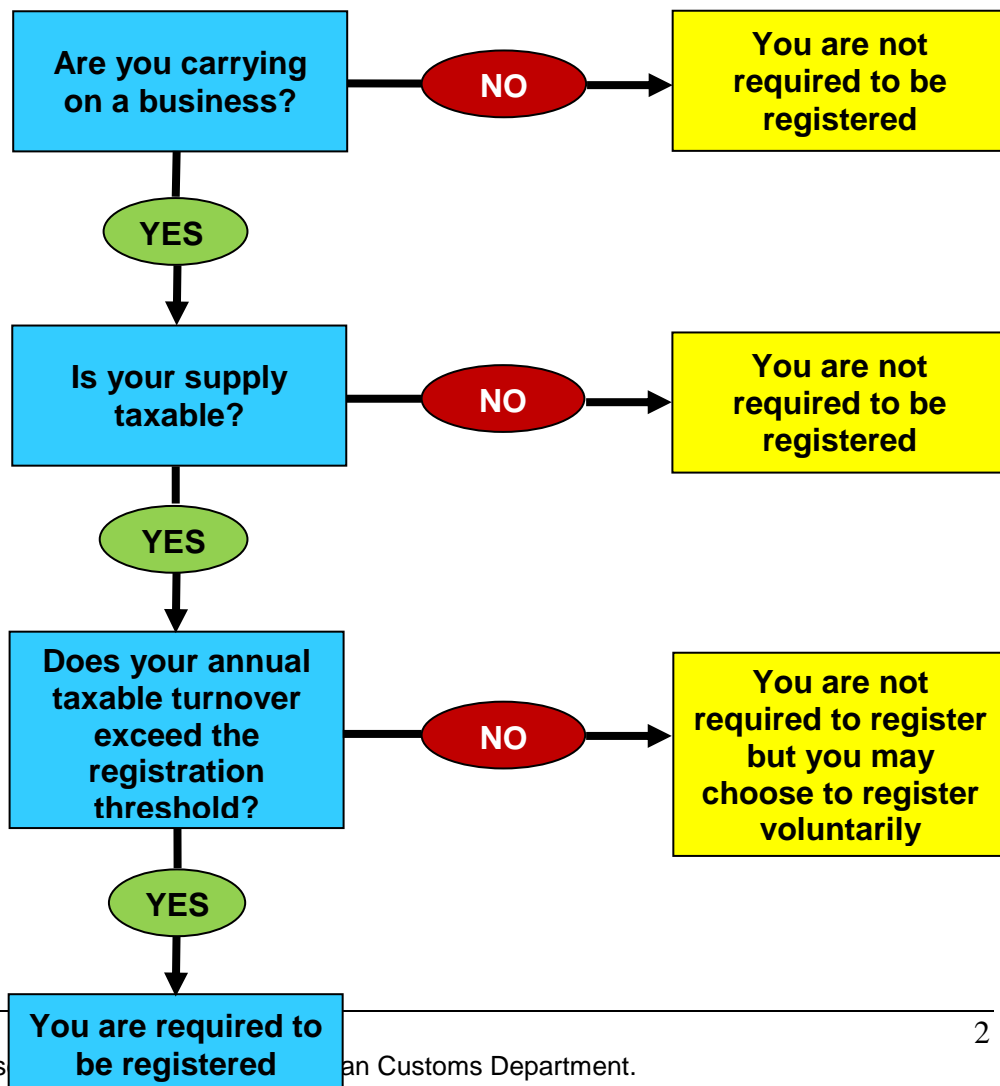 Are you carrying
on a business?
NO
You are not
required to be
registered
YES
Is your supply
taxable?
NO
You are not
required to be
registered
YES
Does your annual
taxable turnover
exceed the
registration
threshold?
NO
You are not
required to register
but you may
choose to register
voluntarily
YES
You are required to
be registered
2
an Customs Department.